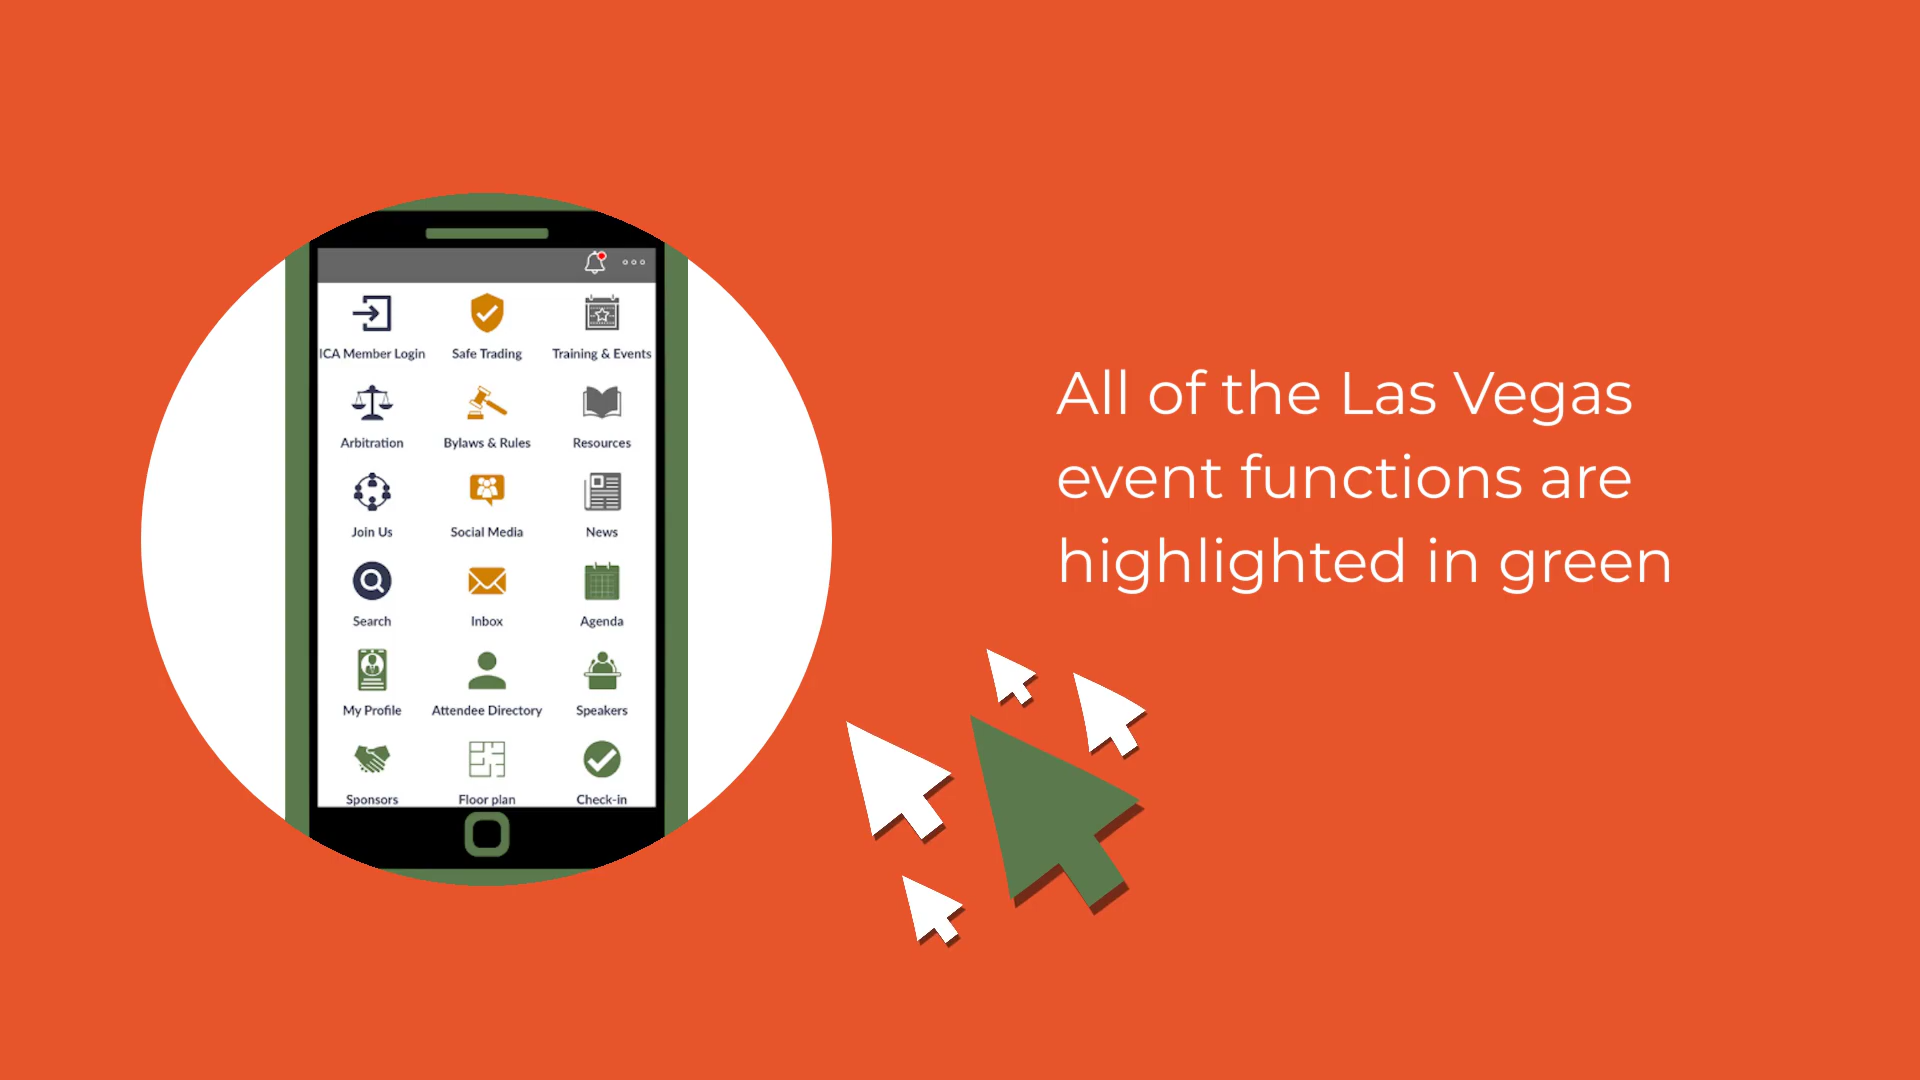 ICA Member Login Safe Trading Training & Events
Arbitration Bylaws & Rules Resources
Join Us Social Media News
Search Inbox Agenda
My Profile Attendee Directory Speakers
Sponsors Floor plan Check-in
All of the Las Vegas
event functions are
highlighted in green